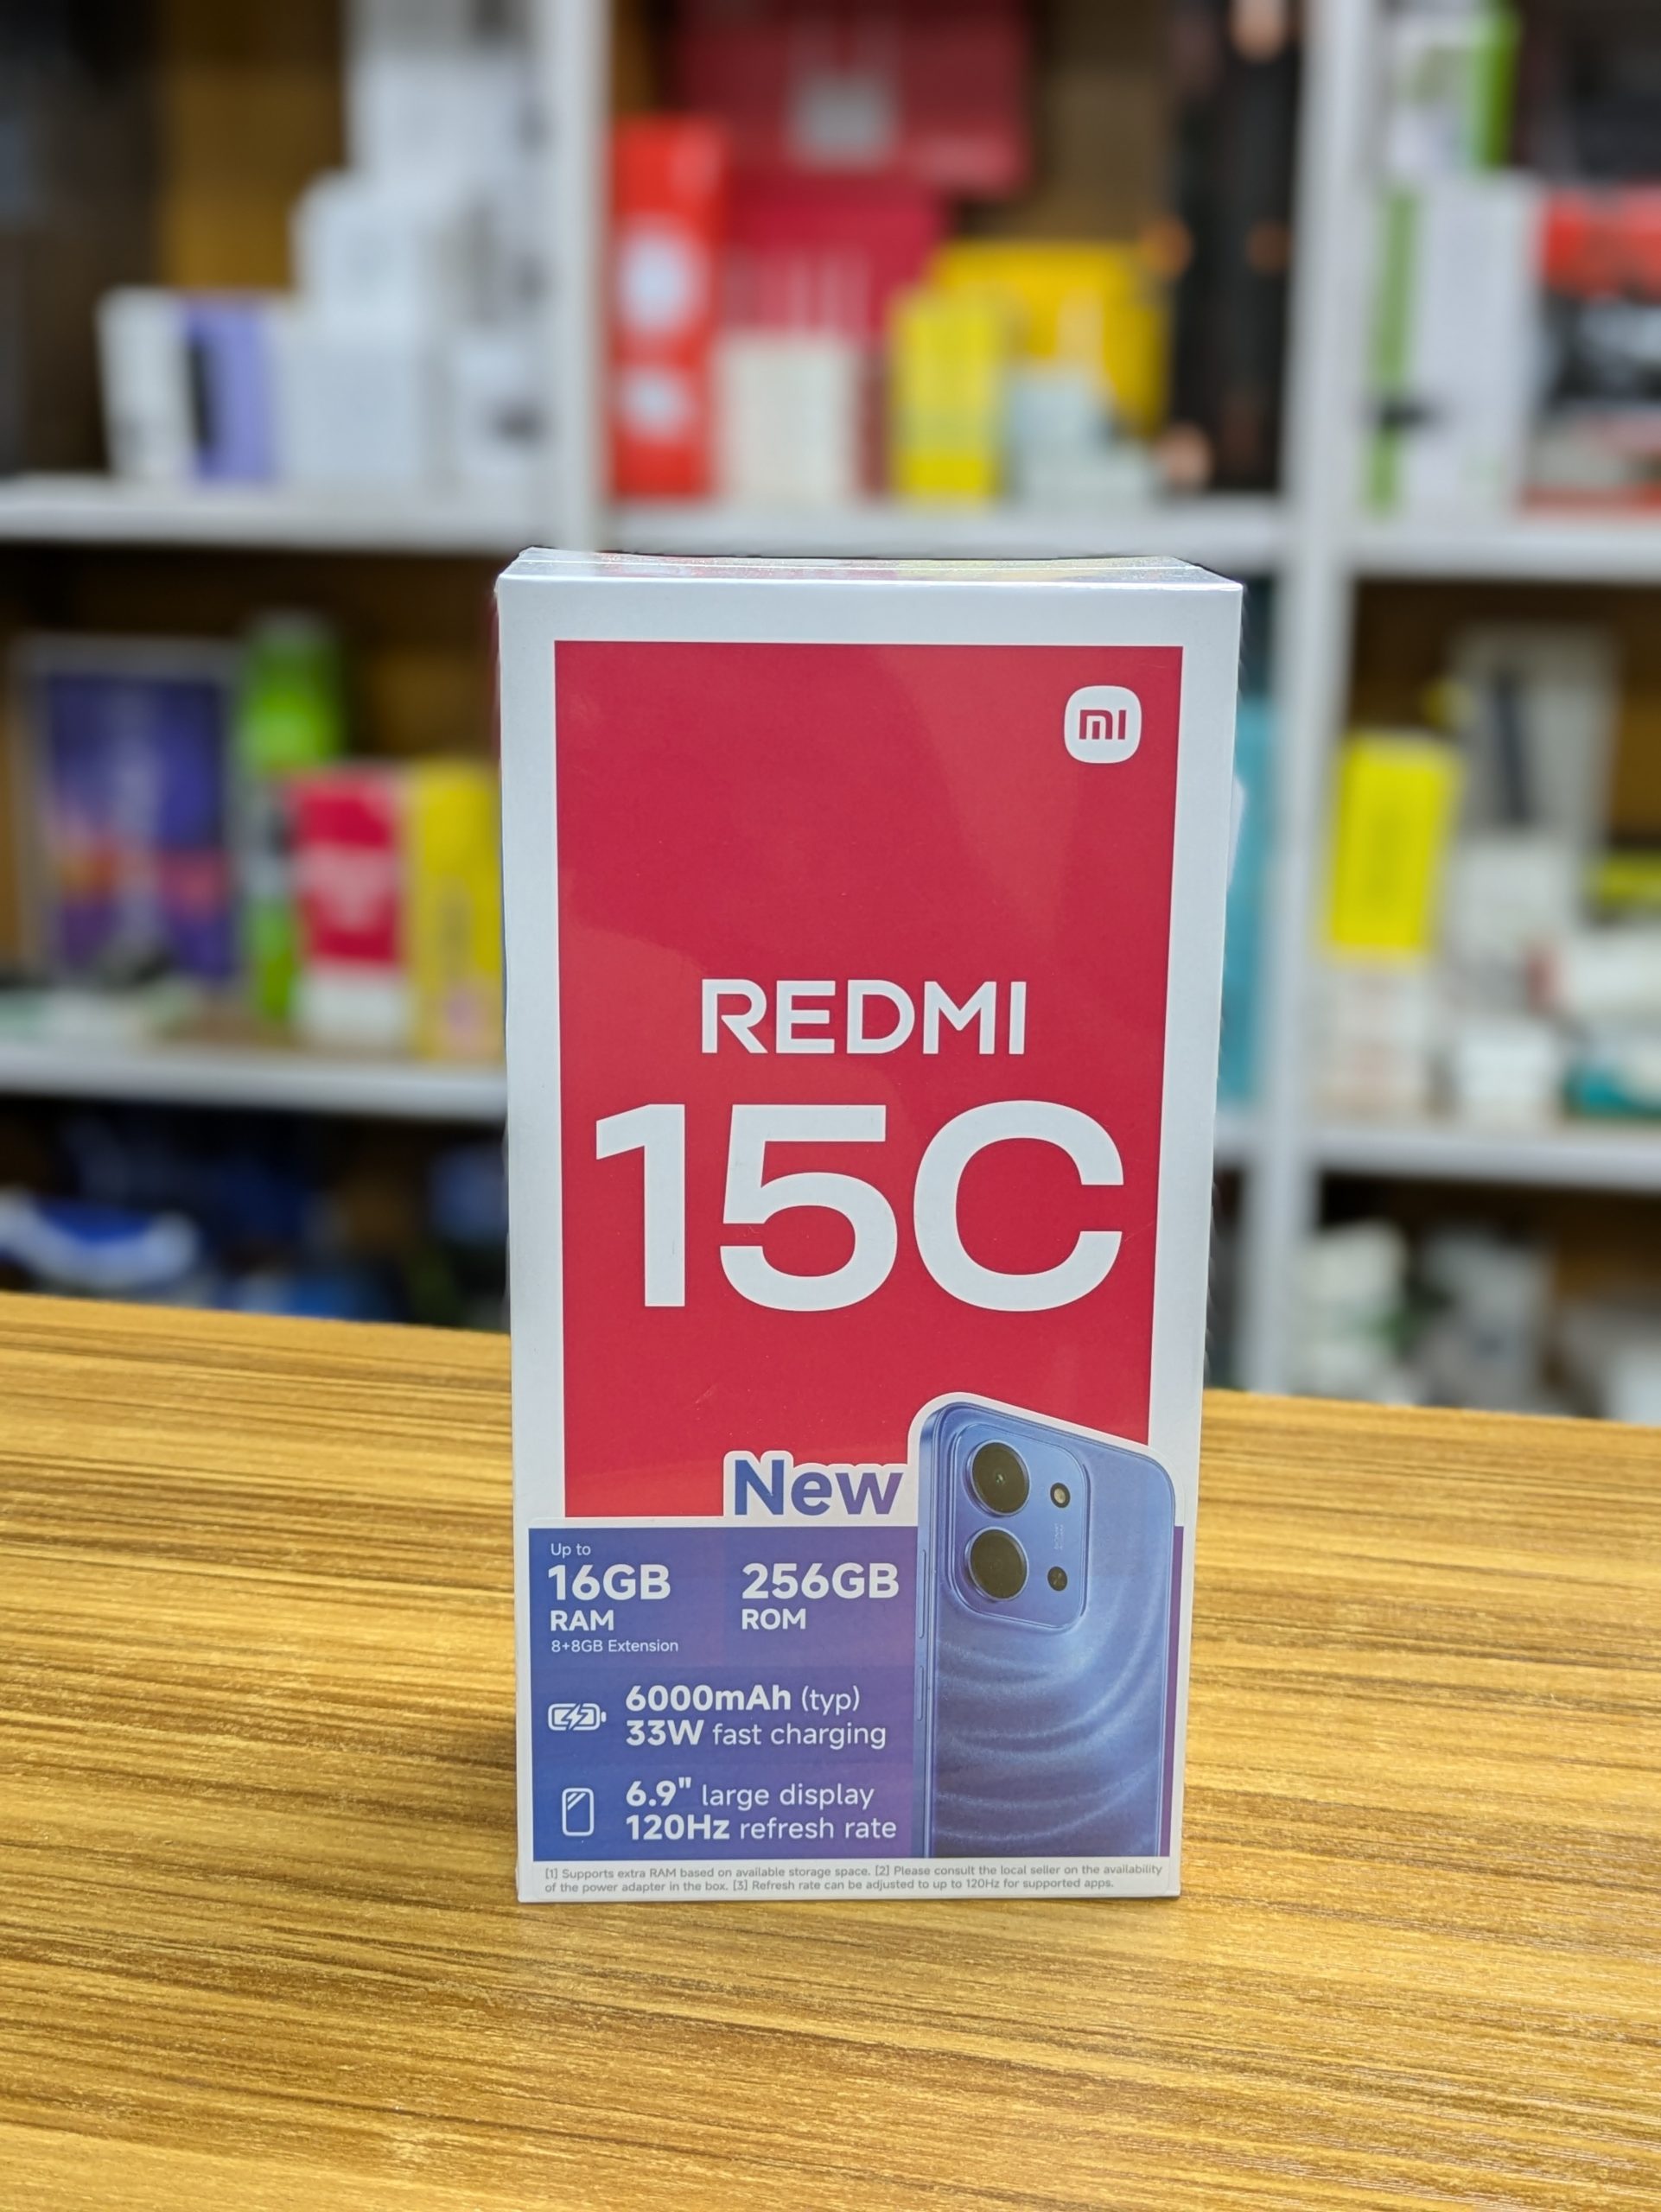 mi
REDMI
15C
New
Up to
16GB
RAM
8+8GB Extension
256GB
ROM
6000mAh (typ)
33W fast charging
6.9" large display
120Hz refresh rate
[1] Supports extra RAM based on available storage space. [2] Please consult the local seller on the availability
of the power adapter in the box. [3] Refresh rate can be adjusted to up to 120Hz for supported apps.